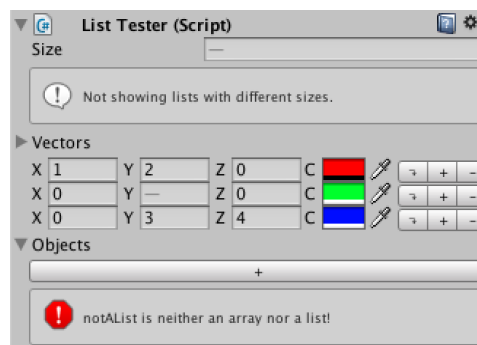 List Tester (Script)
Size —
Not showing lists with different sizes.
Vectors
X 1 Y 2 Z 0 C + -
X 0 Y — Z 0 C + -
X 0 Y 3 Z 4 C + -
Objects
+
notAList is neither an array nor a list!